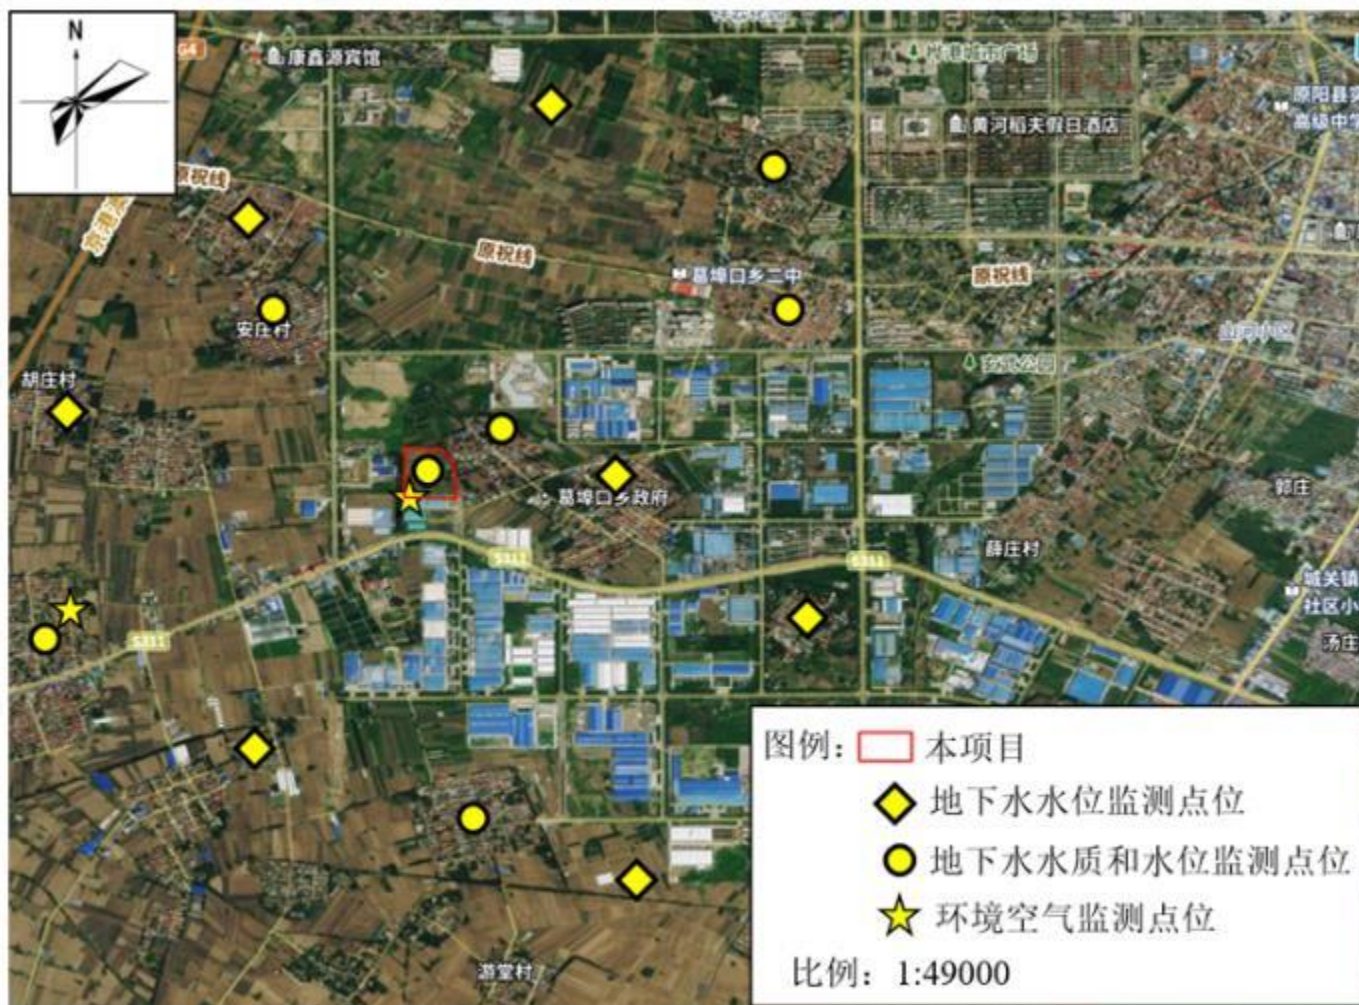 N
G4
康鑫源宾馆
黄河稻夫假日酒店
原阳县实
高级中学
原祝线
原祝线
葛埠口乡二中
原祝线
安庄村
胡庄村
葛埠口乡政府
郭庄
薛庄村
S311
S311
S311
城关镇
社区小
汤庄
游堂村
图例：
本项目
地下水水位监测点位
地下水水质和水位监测点位
环境空气监测点位
比例：1:49000